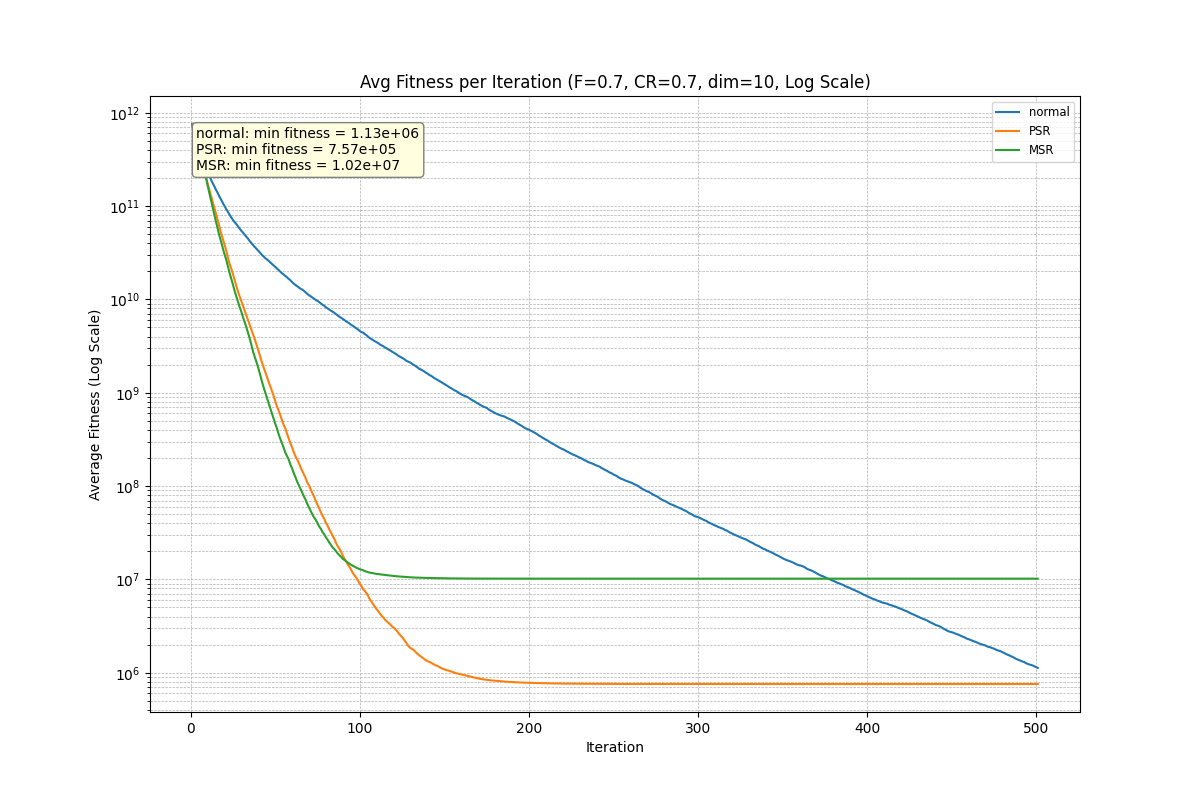 Avg Fitness per Iteration (F=0.7, CR=0.7, dim=10, Log Scale)
normal: min fitness = 1.13e+06
PSR: min fitness = 7.57e+05
MSR: min fitness = 1.02e+07
normal
PSR
MSR
Average Fitness (Log Scale)
10¹²
10¹¹
10¹⁰
10⁹
10⁸
10⁷
10⁶
0 100 200 300 400 500
Iteration